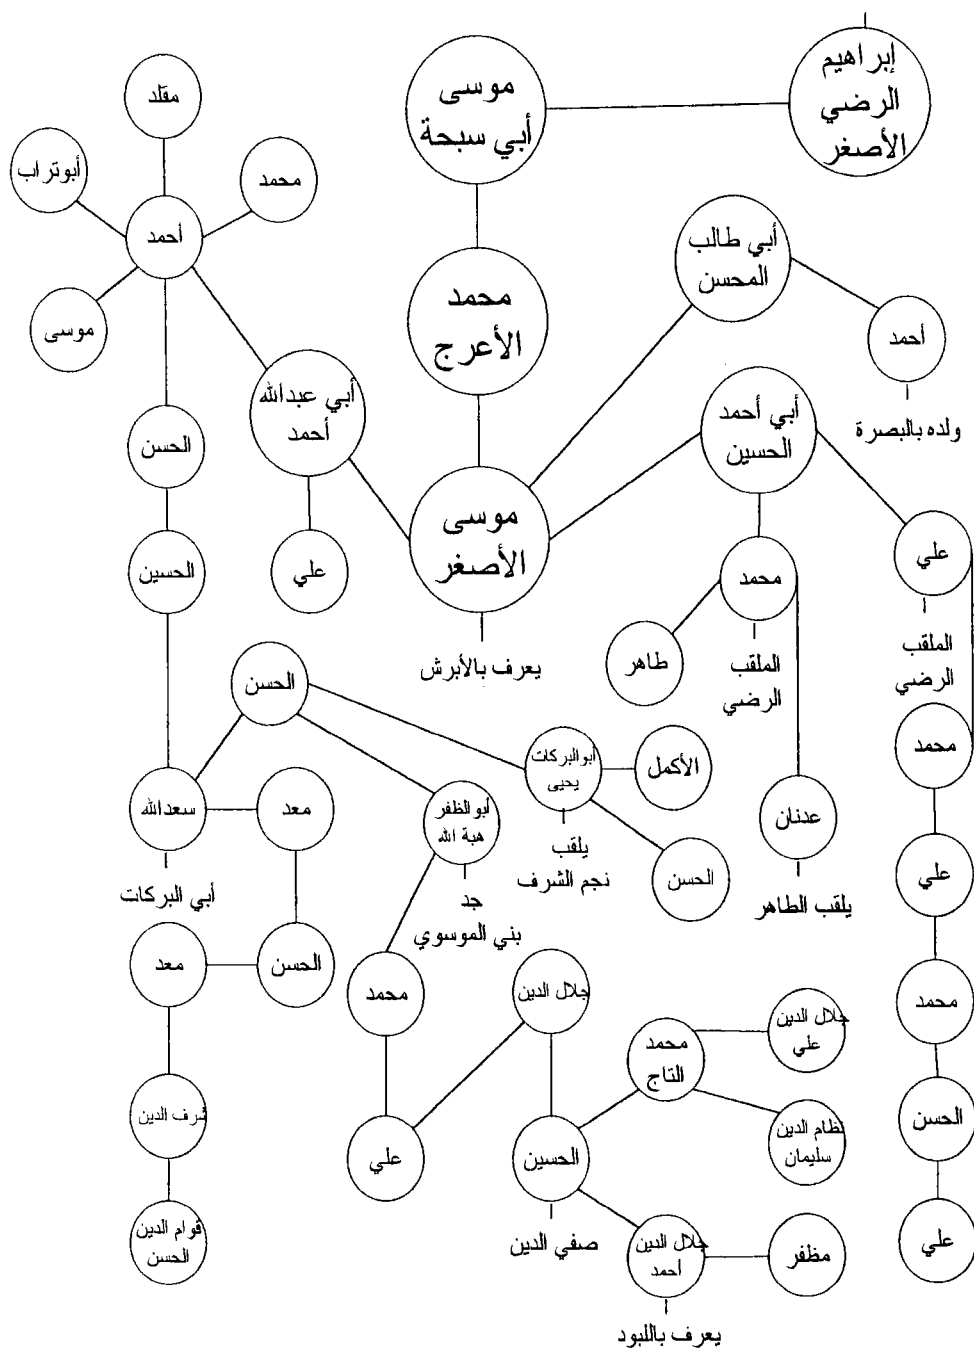 إبراهيم
الرضي
الأصغر
موسى
أبي سبحة
محمد
الأعرج
موسى
الأصغر
يعرف بالأبرش
أبي طالب
المحسن
أحمد
ولده بالبصرة
أبي أحمد
الحسين
علي
الملقب
الرضي
محمد
علي
محمد
الحسن
علي
محمد
الملقب
الرضي
طاهر
عدنان
يلقب الطاهر
أبي عبدالله
أحمد
علي
أحمد
مقلد
محمد
أبوتراب
موسى
الحسن
الحسين
سعدالله
أبي البركات
معد
الحسن
معد
شرف الدين
قوام الدين
الحسن
الحسن
أبوالبركات
يحيى
يلقب
نجم الشرف
الأكمل
الحسن
أبوالظفر
هبة الله
جد
بني الموسوي
محمد
علي
جلال الدين
الحسين
صفي الدين
محمد
التاج
جلال الدين
علي
نظام الدين
سليمان
جلال الدين
أحمد
يعرف باللبود
مظفر